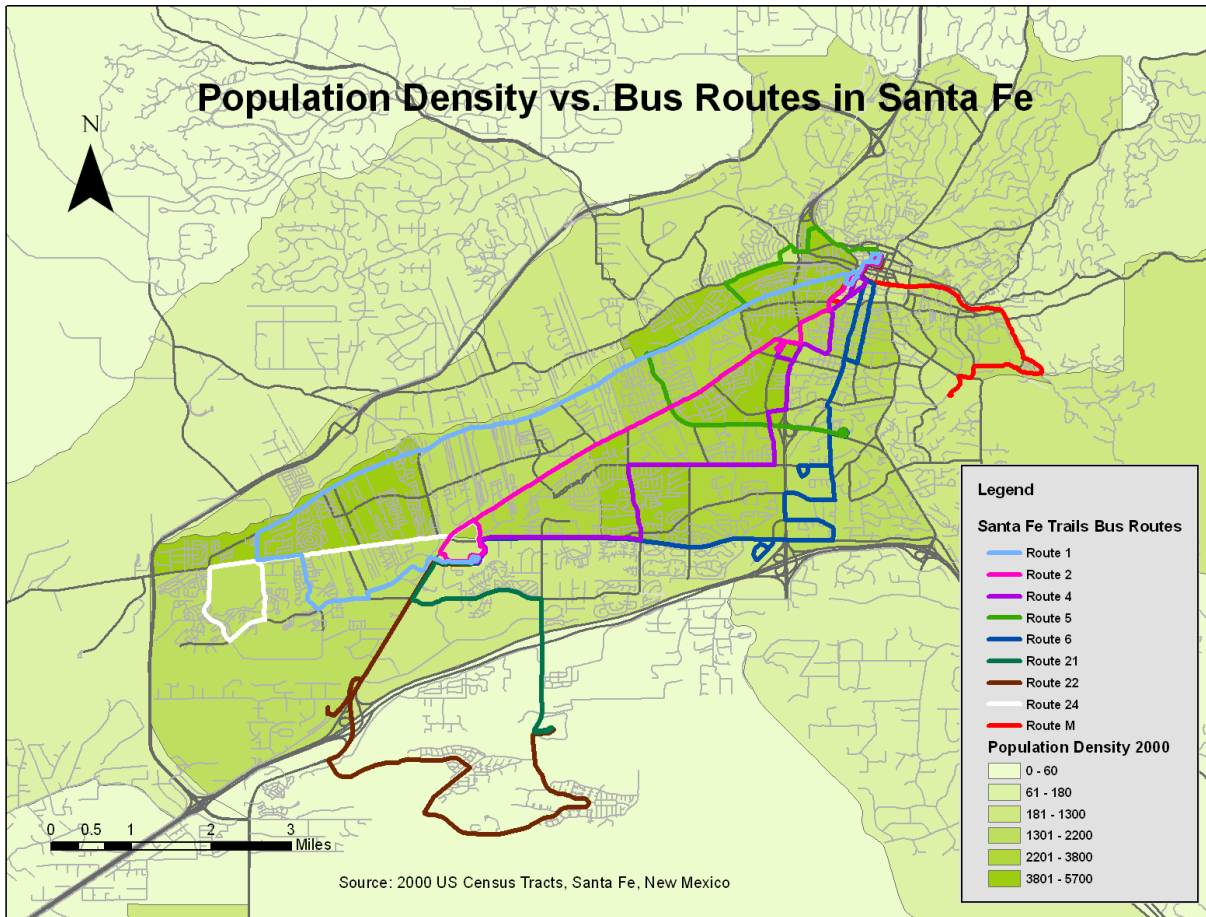 Population Density vs. Bus Routes in Santa Fe
N
Legend
Santa Fe Trails Bus Routes
Route 1
Route 2
Route 4
Route 5
Route 6
Route 21
Route 22
Route 24
Route M
Population Density 2000
0 - 60
61 - 180
181 - 1300
1301 - 2200
2201 - 3800
3801 - 5700
0 0.5 1 2 3
Miles
Source: 2000 US Census Tracts, Santa Fe, New Mexico